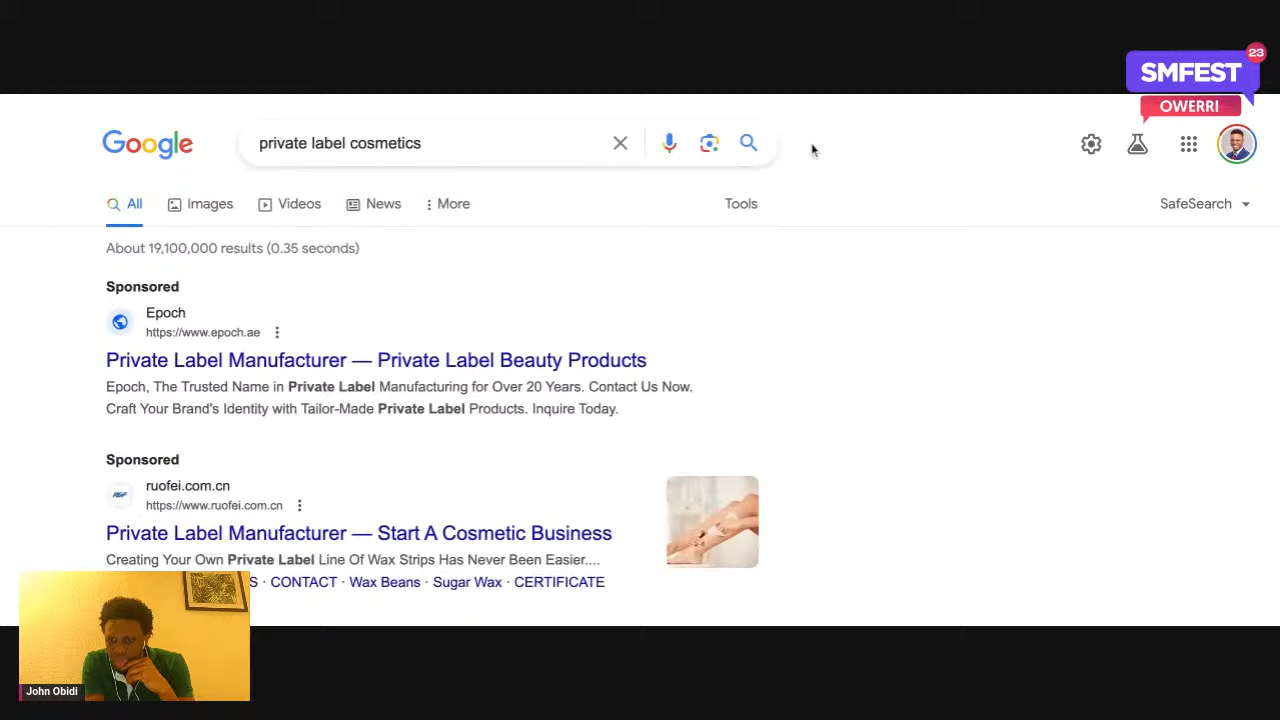 23
SMFEST
OWERRI
Google
private label cosmetics
All
Images
Videos
News
More
Tools
SafeSearch
About 19,100,000 results (0.35 seconds)
Sponsored
Epoch
https://www.epoch.ae
Private Label Manufacturer — Private Label Beauty Products
Epoch, The Trusted Name in Private Label Manufacturing for Over 20 Years. Contact Us Now.
Craft Your Brand's Identity with Tailor-Made Private Label Products. Inquire Today.
Sponsored
ruofei.com.cn
https://www.ruofei.com.cn
Private Label Manufacturer — Start A Cosmetic Business
Creating Your Own Private Label Line Of Wax Strips Has Never Been Easier....
S · CONTACT · Wax Beans · Sugar Wax · CERTIFICATE
John Obidi